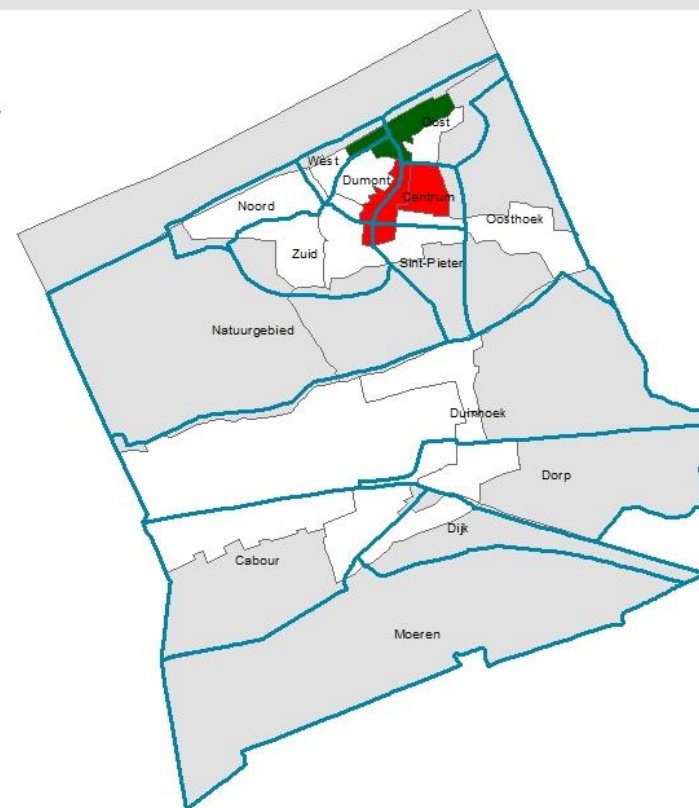 Oost
West
Dumont
Centrum
Noord
Oosthoek
Zuid
Sint-Pieter
Natuurgebied
Duinhoek
Dorp
Dijk
Cabour
Moeren